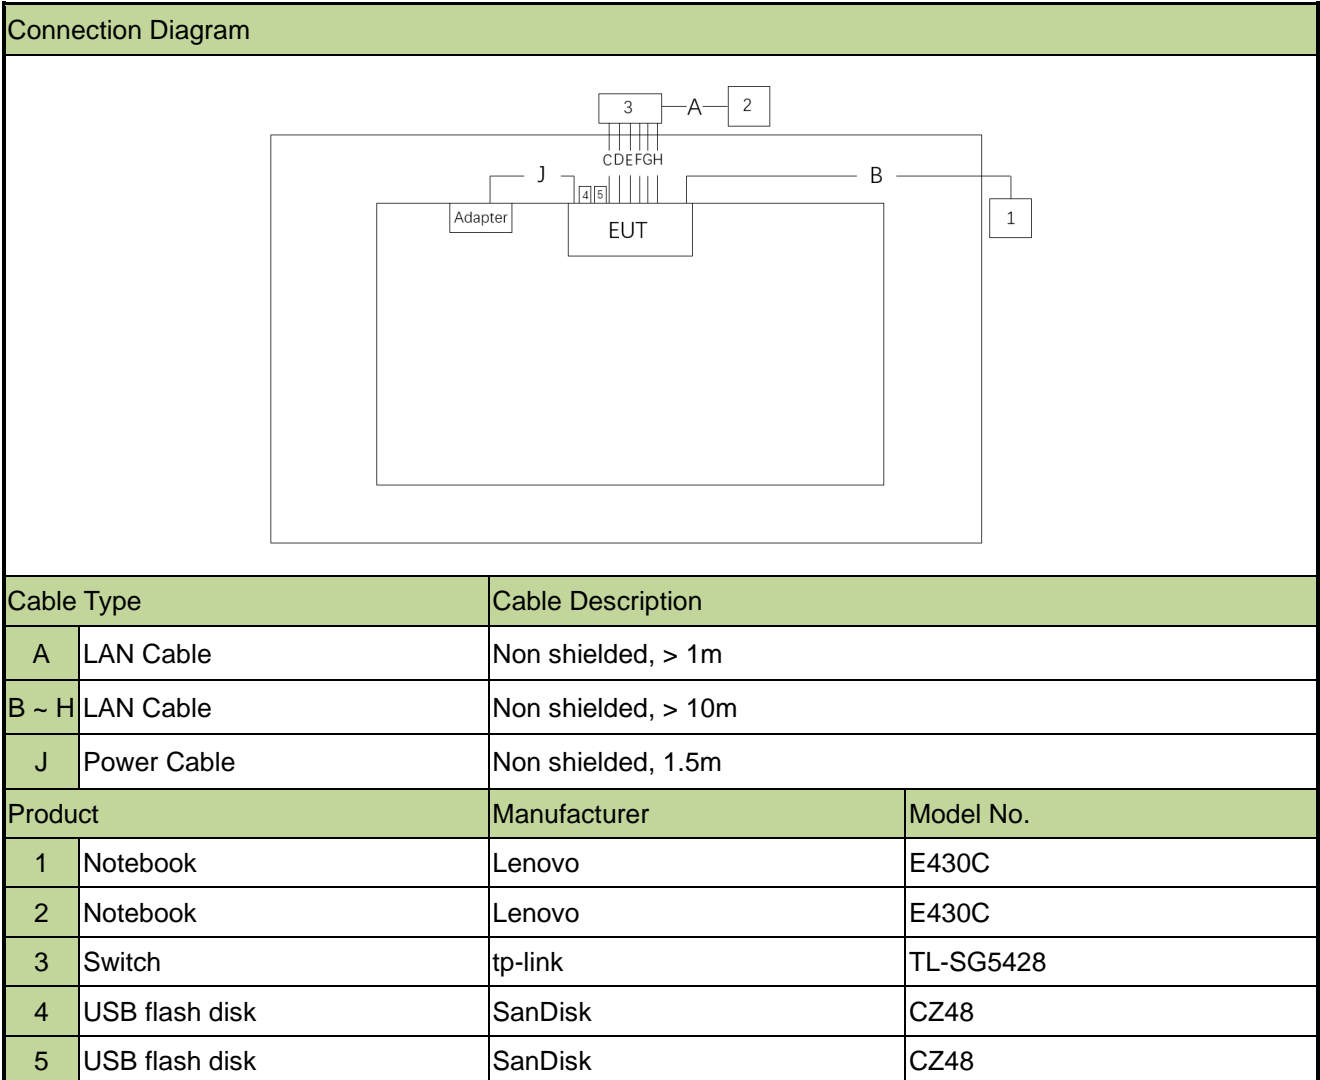 Connection Diagram
3 A 2
CDEFGH
J B
4 5
Adapter EUT 1
Cable Type Cable Description
A LAN Cable Non shielded, > 1m
B ~ H LAN Cable Non shielded, > 10m
J Power Cable Non shielded, 1.5m
Product Manufacturer Model No.
1 Notebook Lenovo E430C
2 Notebook Lenovo E430C
3 Switch tp-link TL-SG5428
4 USB flash disk SanDisk CZ48
5 USB flash disk SanDisk CZ48